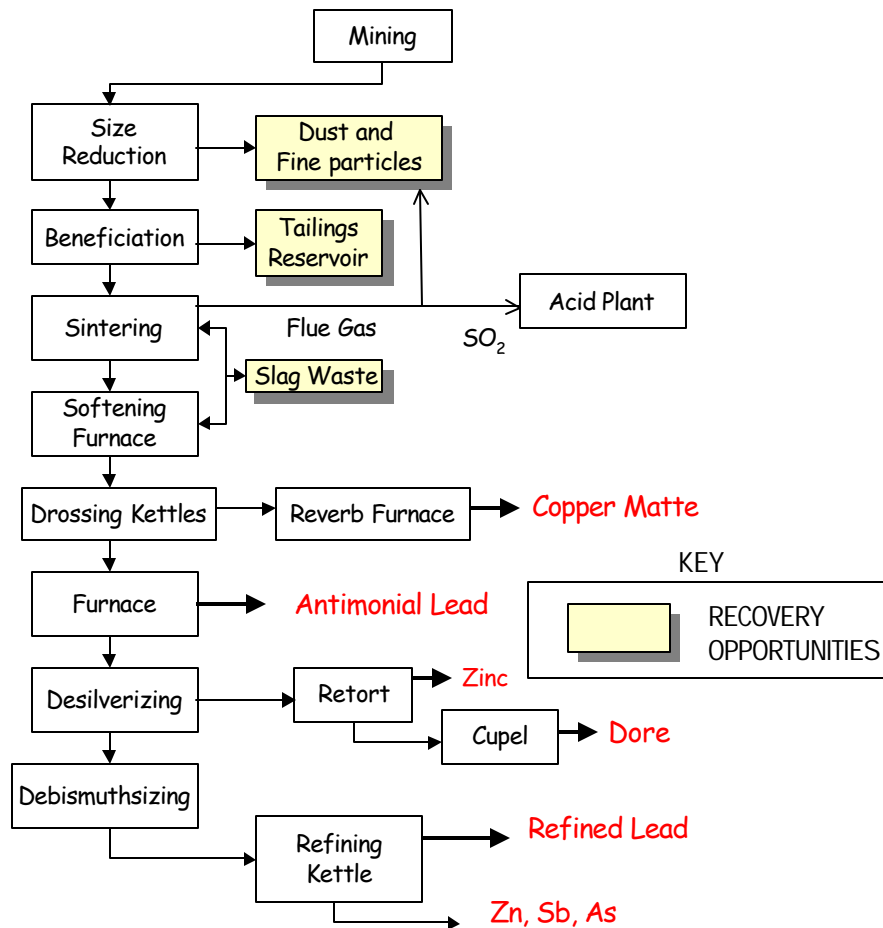 Mining
Size
Reduction
Dust and
Fine particles
Beneficiation
Tailings
Reservoir
Sintering
Flue Gas
SO₂
Acid Plant
Slag Waste
Softening
Furnace
Drossing Kettles
Reverb Furnace
Copper Matte
KEY
RECOVERY
OPPORTUNITIES
Furnace
Antimonial Lead
Desilverizing
Retort
Zinc
Cupel
Dore
Debismuthsizing
Refining
Kettle
Refined Lead
Zn, Sb, As